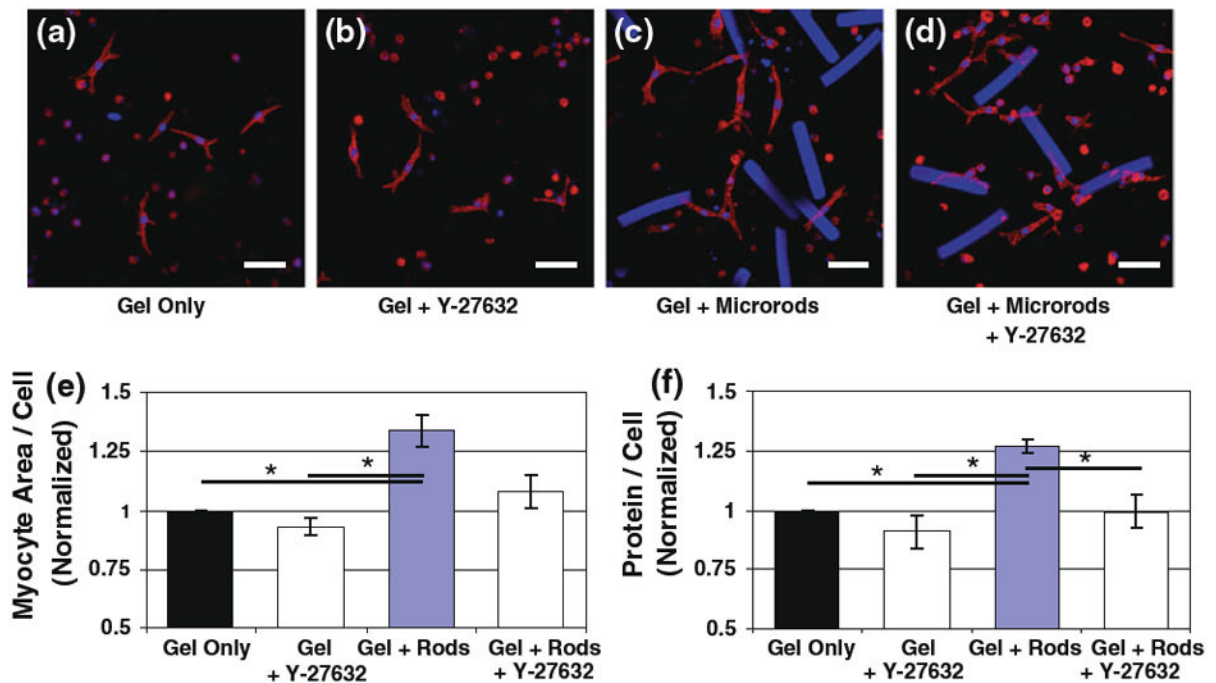 (a)
(b)
(c)
(d)
Gel Only
Gel + Y-27632
Gel + Microrods
Gel + Microrods
+ Y-27632
(e)
Myocyte Area / Cell
(Normalized)
1.5
1.25
1
0.75
0.5
*
*
Gel Only
Gel
+ Y-27632
Gel + Rods
Gel + Rods
+ Y-27632
(f)
Protein / Cell
(Normalized)
1.5
1.25
1
0.75
0.5
*
*
*
Gel Only
Gel
+ Y-27632
Gel + Rods
Gel + Rods
+ Y-27632